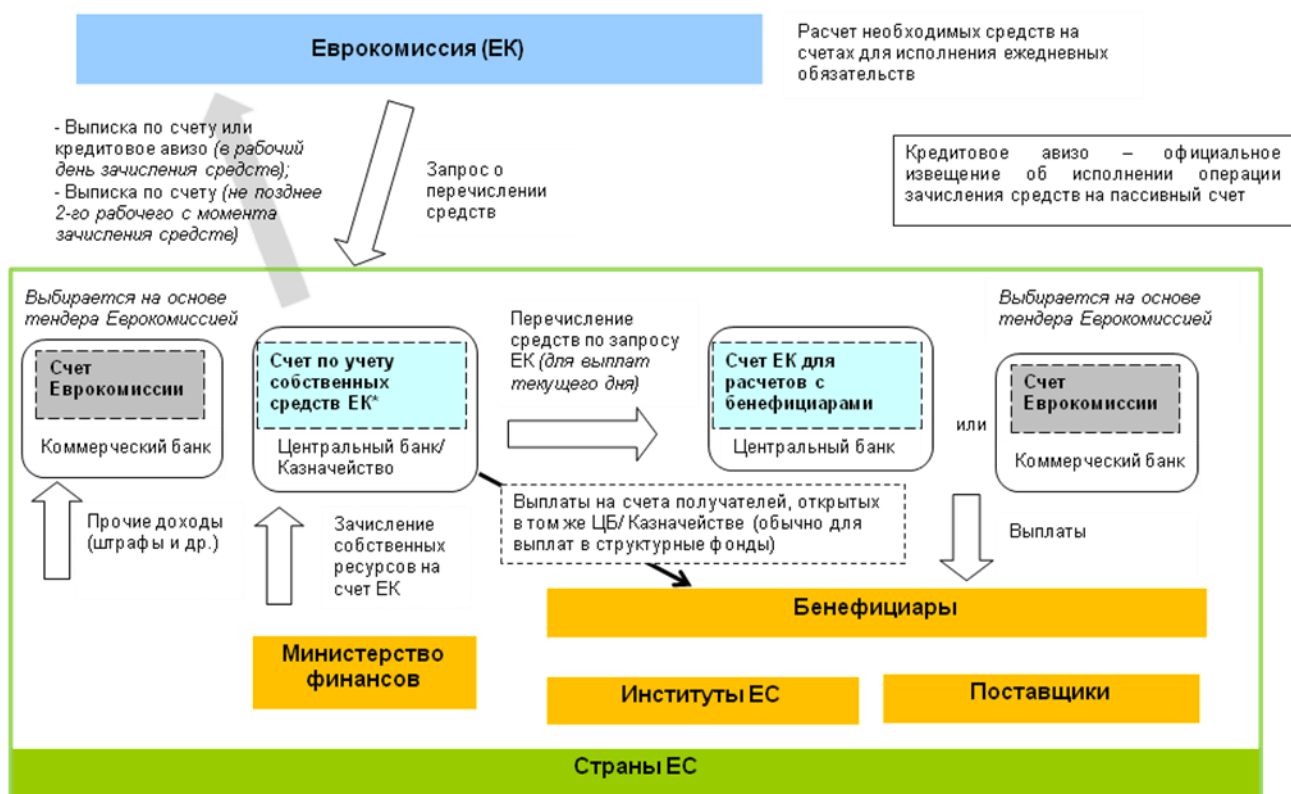 Еврокомиссия (ЕК)
Расчет необходимых средств на
счетах для исполнения ежедневных
обязательств
- Выписка по счету или
кредитовое авизо (в рабочий
день зачисления средств);
- Выписка по счету (не позднее
2-го рабочего с момента
зачисления средств)
Запрос о
перечислении
средств
Кредитовое авизо – официальное
извещение об исполнении операции
зачисления средств на пассивный счет
Выбирается на основе
тендера Еврокомиссией
Счет
Еврокомиссии
Коммерческий банк
Счет по учету
собственных
средств ЕК*
Центральный банк/
Казначейство
Перечисление
средств по запросу
ЕК (для выплат
текущего дня)
Счет ЕК для
расчетов с
бенефициарами
Центральный банк
или
Выбирается на основе
тендера Еврокомиссией
Счет
Еврокомиссии
Коммерческий банк
Прочие доходы
(штрафы и др.)
Зачисление
собственных
ресурсов на
счет ЕК
Выплаты на счета получателей, открытых
в том же ЦБ/ Казначействе (обычно для
выплат в структурные фонды)
Выплаты
Бенефициары
Министерство
финансов
Институты ЕС
Поставщики
Страны ЕС